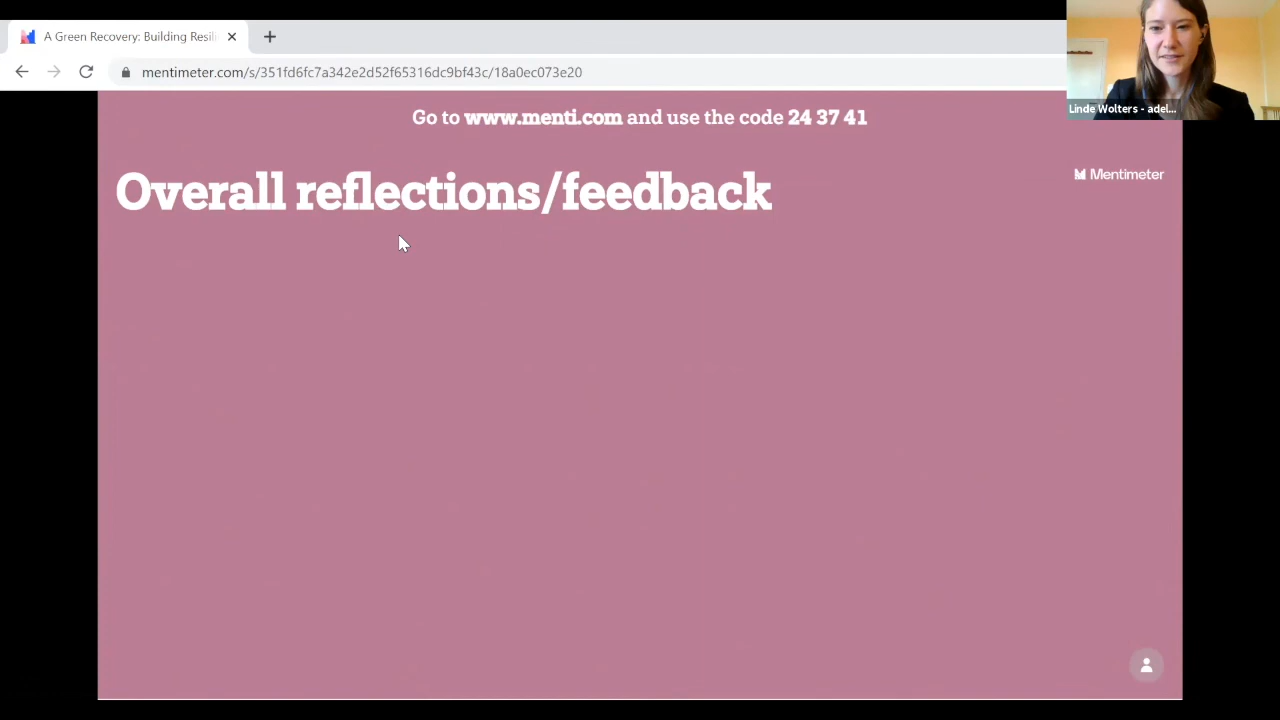 A Green Recovery: Building Resili
mentimeter.com/s/351fd6fc7a342e2d52f65316dc9bf43c/18a0ec073e20
Linde Wolters - adel...
Go to www.menti.com and use the code 24 37 41
Mentimeter
Overall reflections/feedback